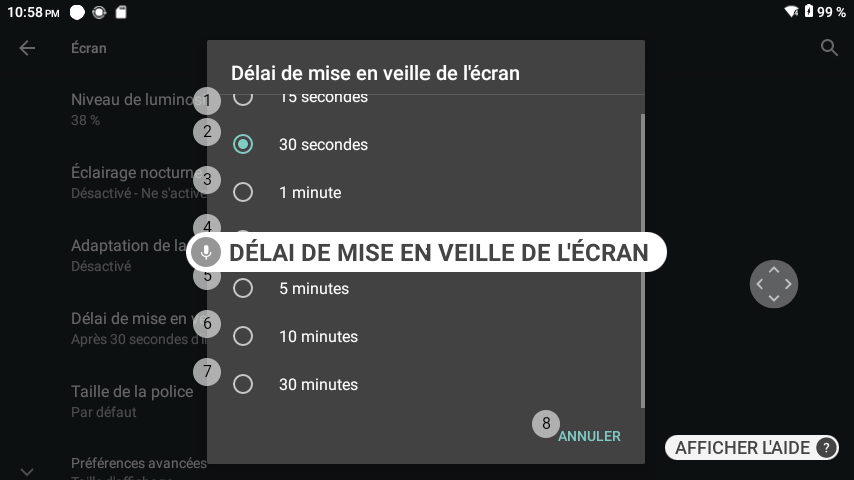 10:58 PM
99 %
Écran
Délai de mise en veille de l'écran
Niveau de luminosi
38 %
1
15 secondes
2
30 secondes
Éclairage nocturne
Désactivé - Ne s'active
3
1 minute
4
Adaptation de la
Désactivé
DÉLAI DE MISE EN VEILLE DE L'ÉCRAN
5
5 minutes
Délai de mise en v
Après 30 secondes d'i
6
10 minutes
7
30 minutes
Taille de la police
Par défaut
8
ANNULER
AFFICHER L'AIDE ?
Préférences avancées